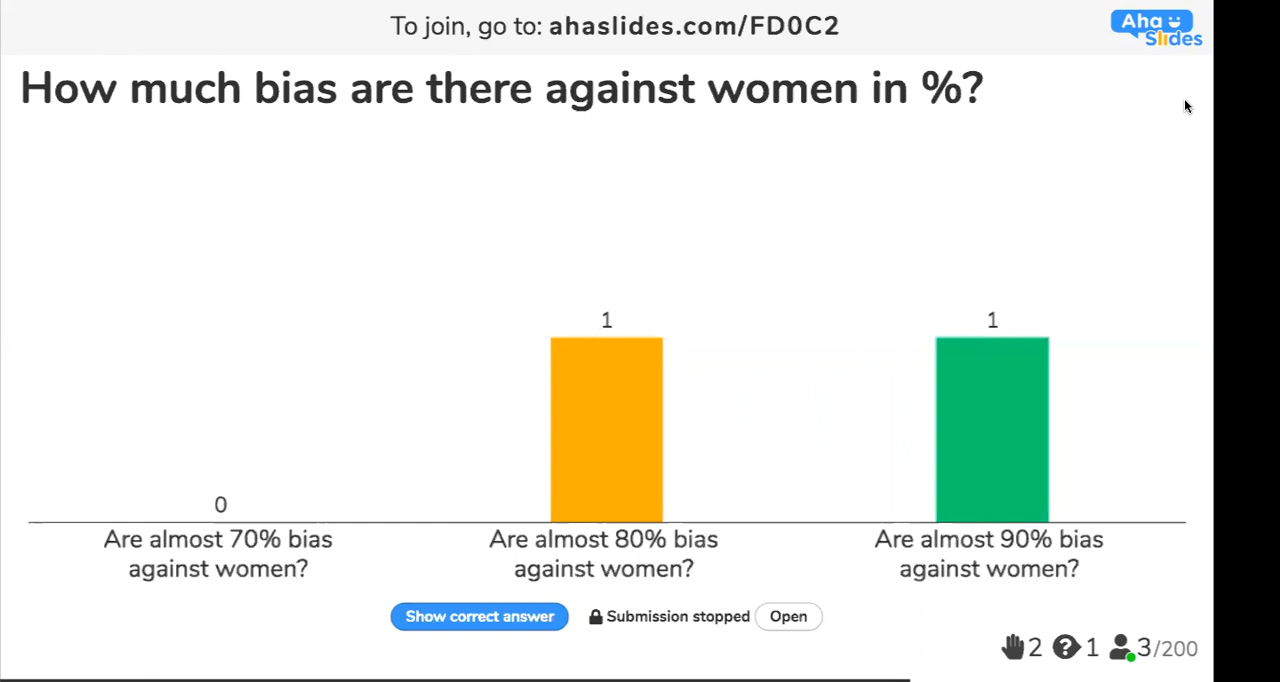 To join, go to: ahaslides.com/FD0C2
Aha
Slides
How much bias are there against women in %?
0
1
1
Are almost 70% bias
against women?
Are almost 80% bias
against women?
Are almost 90% bias
against women?
Show correct answer
Submission stopped
Open
2
? 1
3/200